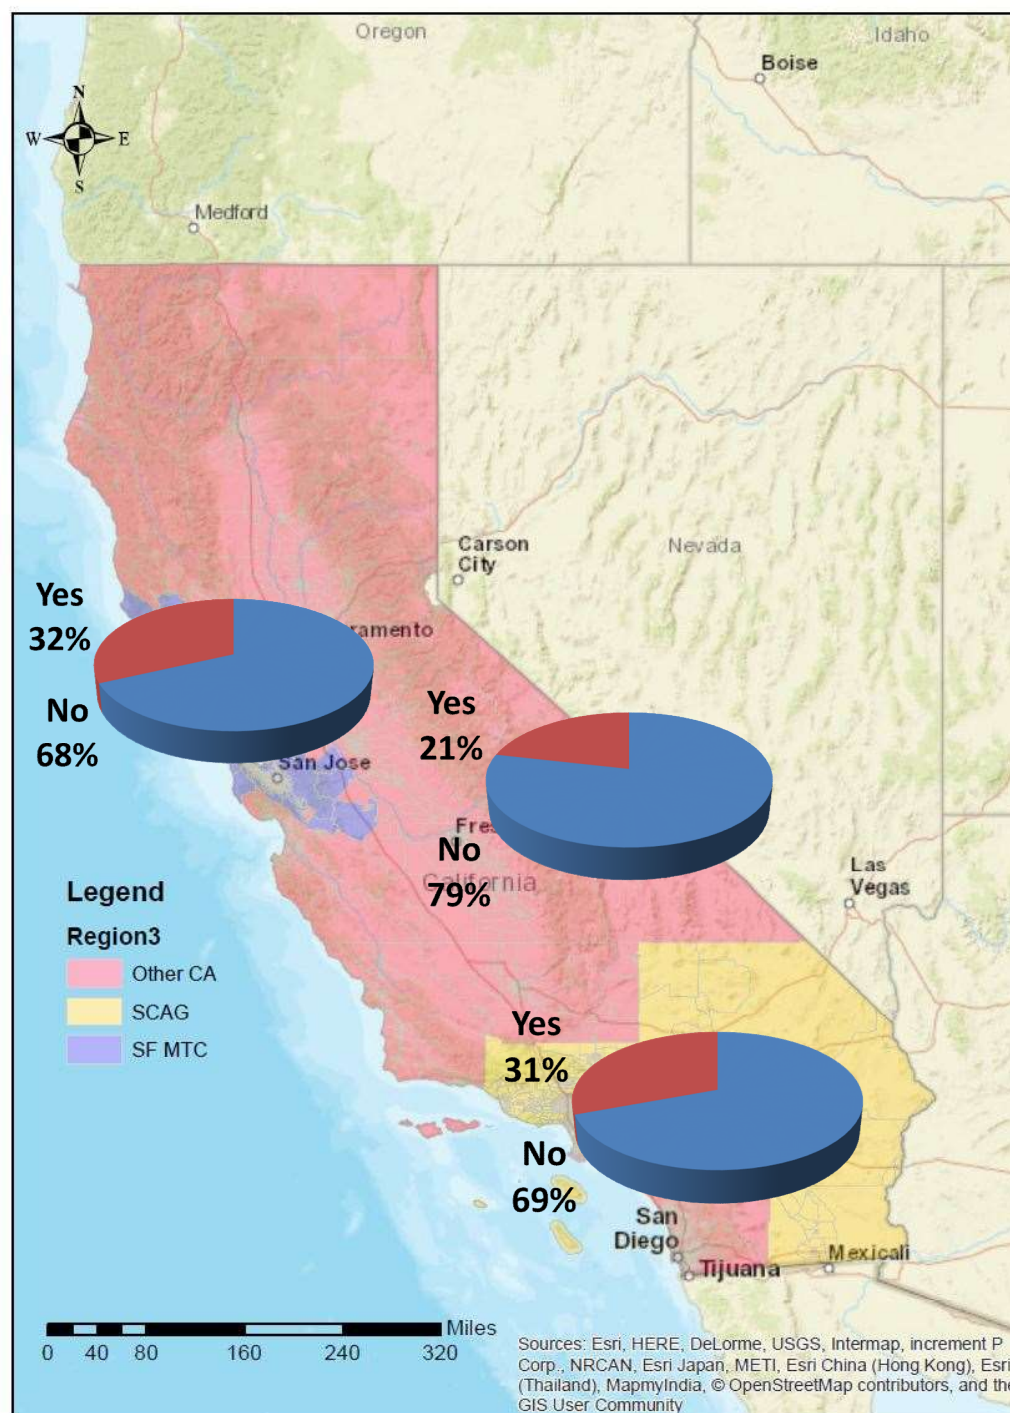 Oregon
Idaho
Boise
N
W
E
S
Medford
Carson
City
Nevada
Yes
32%
ramento
No
68%
San Jose
Yes
21%
Fres
No
79%
California
Las
Vegas
Legend
Region3
Other CA
SCAG
SF MTC
Yes
31%
No
69%
San
Diego
Tijuana
Mexicali
Miles
0 40 80 160 240 320
Sources: Esri, HERE, DeLorme, USGS, Intermap, increment P
Corp., NRCAN, Esri Japan, METI, Esri China (Hong Kong), Esri
(Thailand), MapmyIndia, © OpenStreetMap contributors, and the
GIS User Community